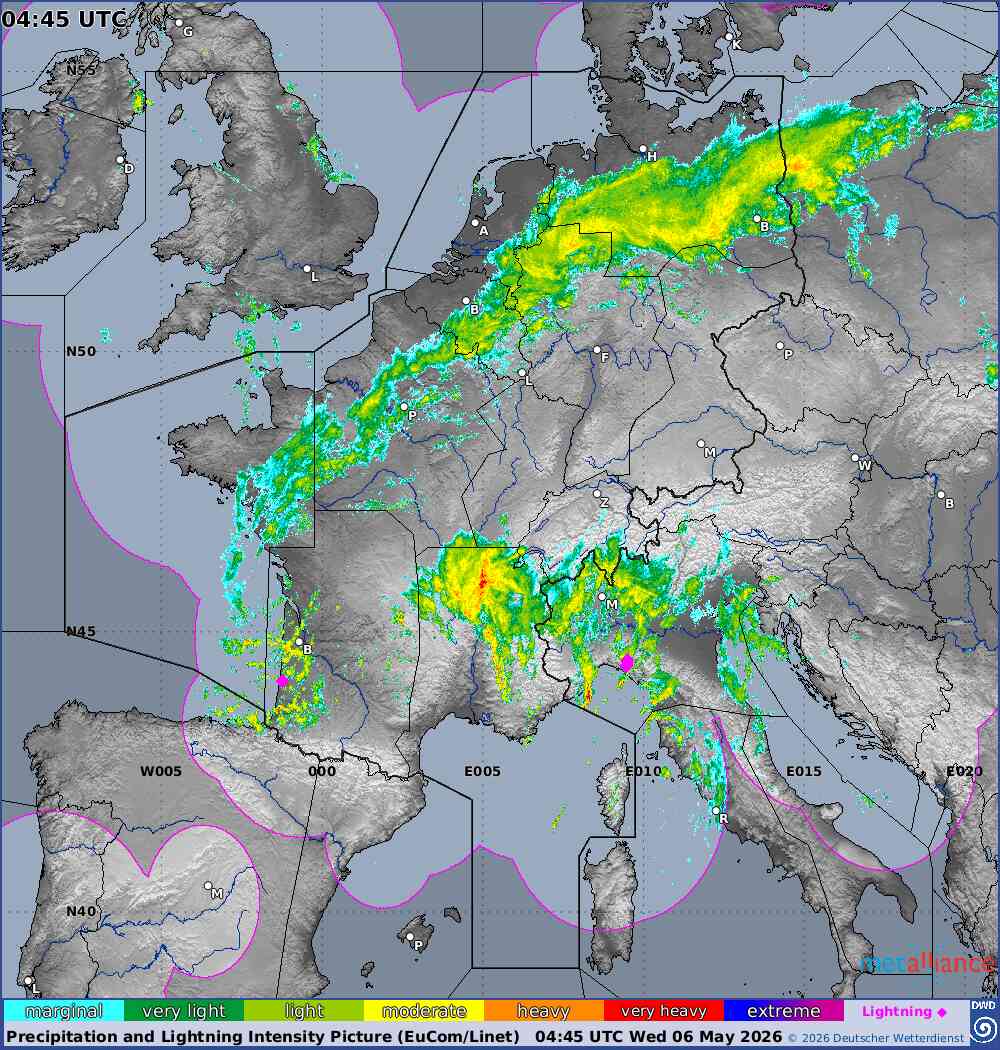 04:45 UTC
G
K
N55
H
D
A
B
L
B
N50
F
P
L
P
M
W
Z
B
M
N45
B
W005
000
E005
E010
E015
E020
R
M
N40
P
metalliance
L
marginal
very light
light
moderate
heavy
very heavy
extreme
Lightning ◆
DWD
Precipitation and Lightning Intensity Picture (EuCom/Linet) 04:45 UTC Wed 06 May 2026 © 2026 Deutscher Wetterdienst